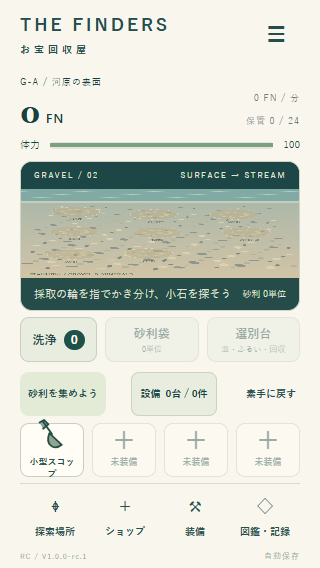 THE FINDERS
お宝回収屋
G-A / 河原の表面
0 FN
0 FN / 分
保管 0 / 24
体力 100
GRAVEL / 02 SURFACE → STREAM
採取の輪を指でかき分け、小石を探そう 砂利 0単位
洗浄 0
砂利袋
0単位
選別台
温・ふるい・回収
砂利を集めよう
設備 0台 / 0件
素手に戻す
小型スコップ
未装備
未装備
未装備
探索場所 ショップ 装備 図鑑・記録
RC / V1.0.0-rc.1 自動保存